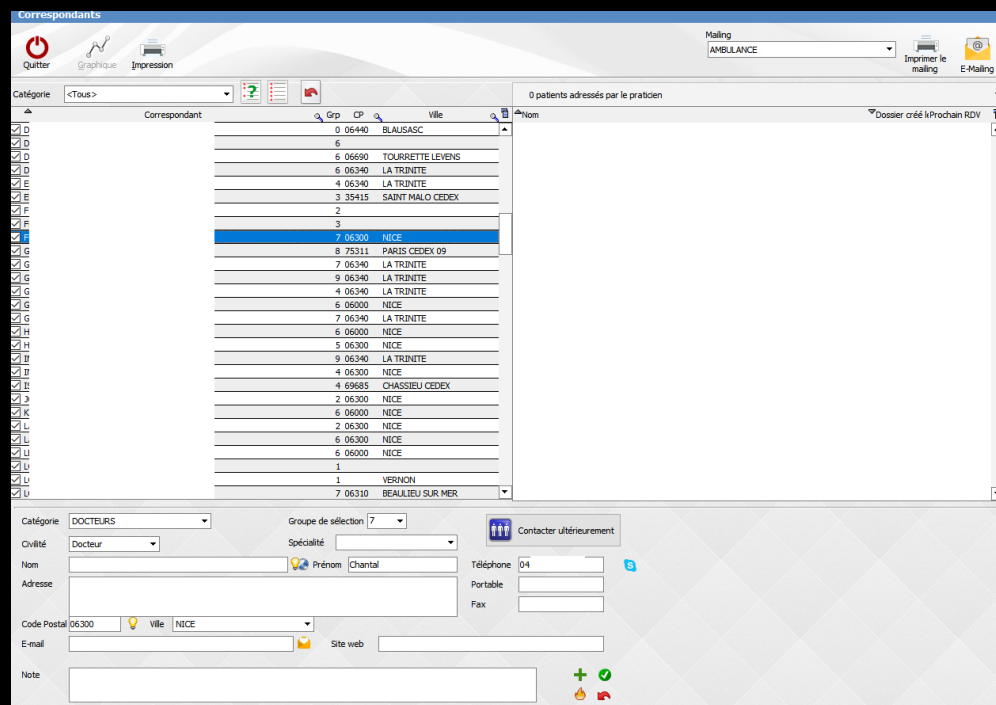 Correspondants
Mailing
AMBULANCE
Quitter Graphique Impression Imprimer le mailing E-Mailing
Catégorie <Tous> 0 patients adressés par le praticien
Correspondant Grp CP Ville Nom Dossier créé le Prochain RDV
D 0 06440 BLAUSASC
D 6
D 6 06690 TOURRETTE LEVENS
D 6 06340 LA TRINITE
E 4 06340 LA TRINITE
E 3 35415 SAINT MALO CEDEX
F 2
F 3
F 7 06300 NICE
G 8 75311 PARIS CEDEX 09
G 7 06340 LA TRINITE
G 9 06340 LA TRINITE
G 4 06340 LA TRINITE
G 6 06000 NICE
G 7 06340 LA TRINITE
H 6 06000 NICE
H 5 06300 NICE
9 06340 LA TRINITE
4 06300 NICE
IS 4 69685 CHASSIEU CEDEX
2 06300 NICE
K 6 06000 NICE
L 2 06300 NICE
L 6 06300 NICE
6 06000 NICE
1
1 VERNON
7 06310 BEAULIEU SUR MER
Catégorie DOCTEURS Groupe de sélection 7 Contacter ultérieurement
Civilité Docteur Spécialité
Nom Prénom Chantal Téléphone 04
Adresse Portable
Fax
Code Postal 06300 Ville NICE
E-mail Site web
Note